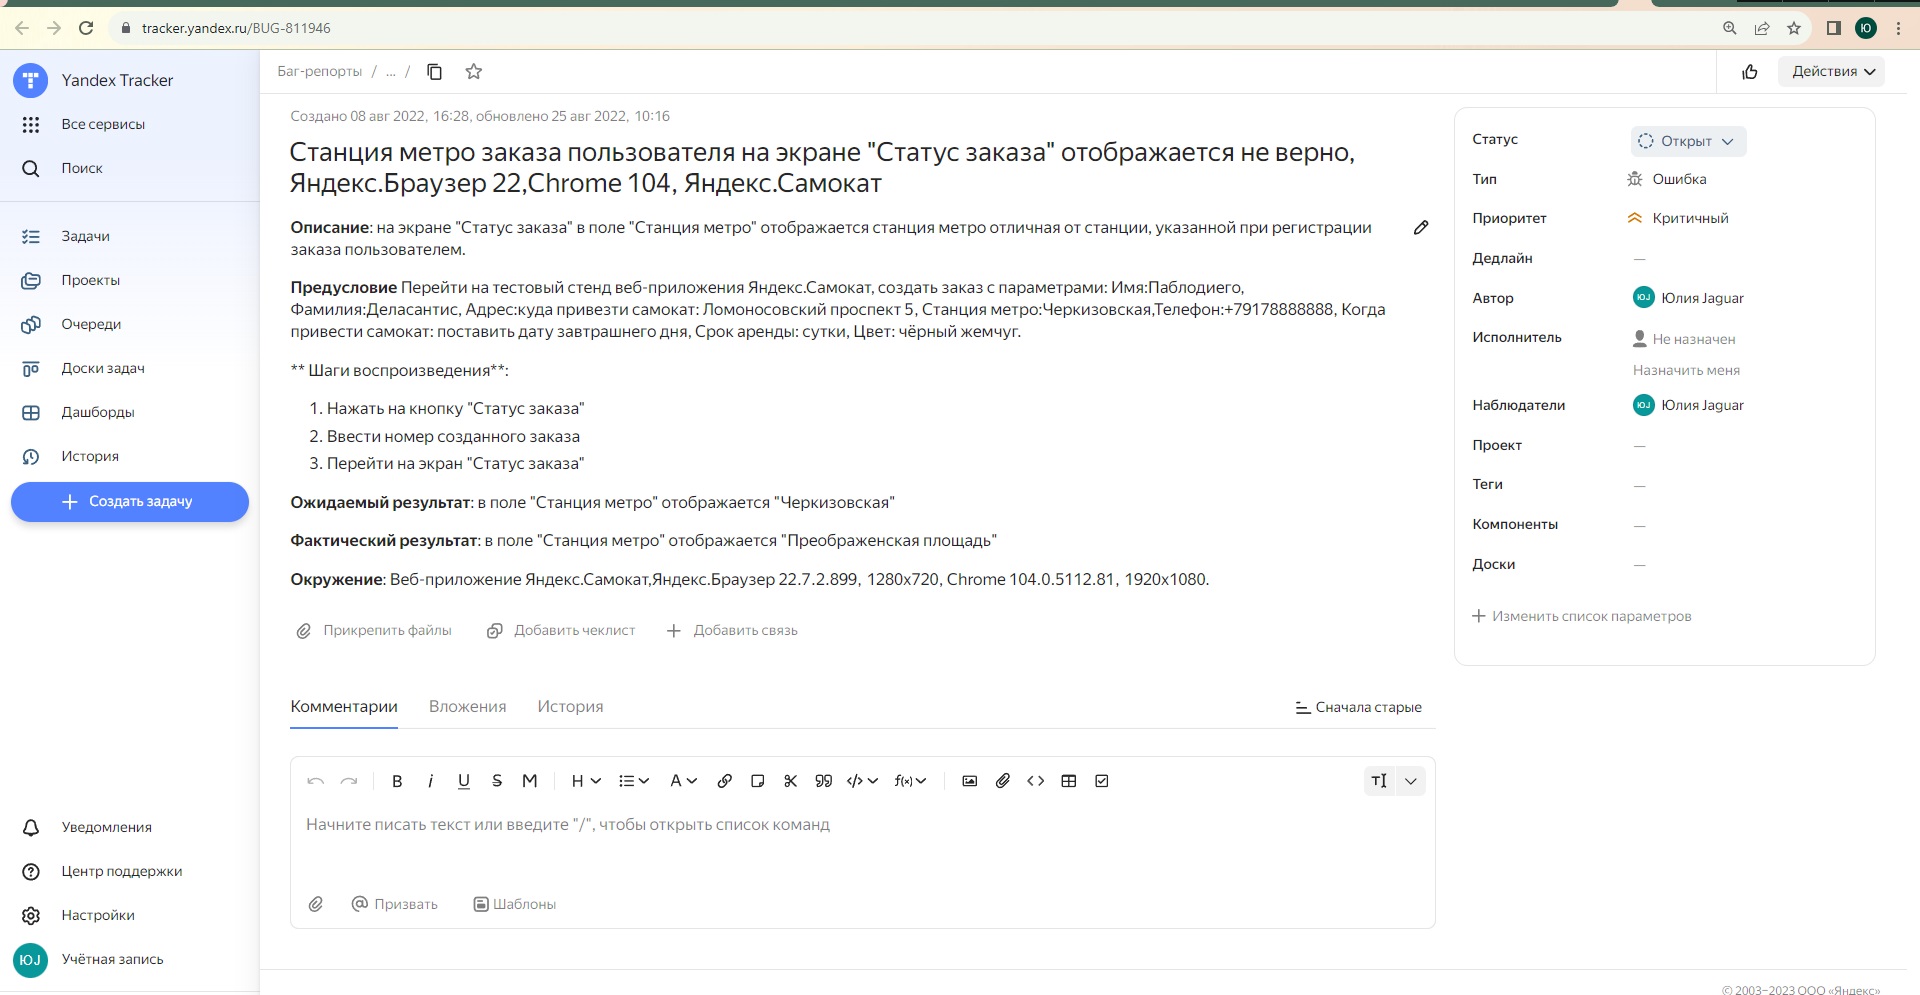 tracker.yandex.ru/BUG-811946
Ю
Yandex Tracker
Все сервисы
Поиск
Задачи
Проекты
Очереди
Доски задач
Дашборды
История
Создать задачу
Уведомления
Центр поддержки
Настройки
ЮJ Учётная запись
Баг-репорты / ... /
Действия
Создано 08 авг 2022, 16:28, обновлено 25 авг 2022, 10:16
Станция метро заказа пользователя на экране "Статус заказа" отображается не верно,
Яндекс.Браузер 22,Chrome 104, Яндекс.Самокат
Описание: на экране "Статус заказа" в поле "Станция метро" отображается станция метро отличная от станции, указанной при регистрации
заказа пользователем.
Предусловие Перейти на тестовый стенд веб-приложения Яндекс.Самокат, создать заказ с параметрами: Имя:Паблодиего,
Фамилия:Деласантис, Адрес:куда привезти самокат: Ломоносовский проспект 5, Станция метро:Черкизовская,Телефон:+79178888888, Когда
привести самокат: поставить дату завтрашнего дня, Срок аренды: сутки, Цвет: чёрный жемчуг.
** Шаги воспроизведения**:
1. Нажать на кнопку "Статус заказа"
2. Ввести номер созданного заказа
3. Перейти на экран "Статус заказа"
Ожидаемый результат: в поле "Станция метро" отображается "Черкизовская"
Фактический результат: в поле "Станция метро" отображается "Преображенская площадь"
Окружение: Веб-приложение Яндекс.Самокат,Яндекс.Браузер 22.7.2.899, 1280x720, Chrome 104.0.5112.81, 1920x1080.
Прикрепить файлы Добавить чеклист Добавить связь
Комментарии Вложения История Сначала старые
B i U S M H A f(x) TI
Начните писать текст или введите "/", чтобы открыть список команд
Призвать Шаблоны
Статус Открыт
Тип Ошибка
Приоритет Критичный
Дедлайн —
Автор ЮJ Юлия Jaguar
Исполнитель Не назначен
Назначить меня
Наблюдатели ЮJ Юлия Jaguar
Проект —
Теги —
Компоненты —
Доски —
Изменить список параметров
© 2003–2023 ООО «Яндекс»